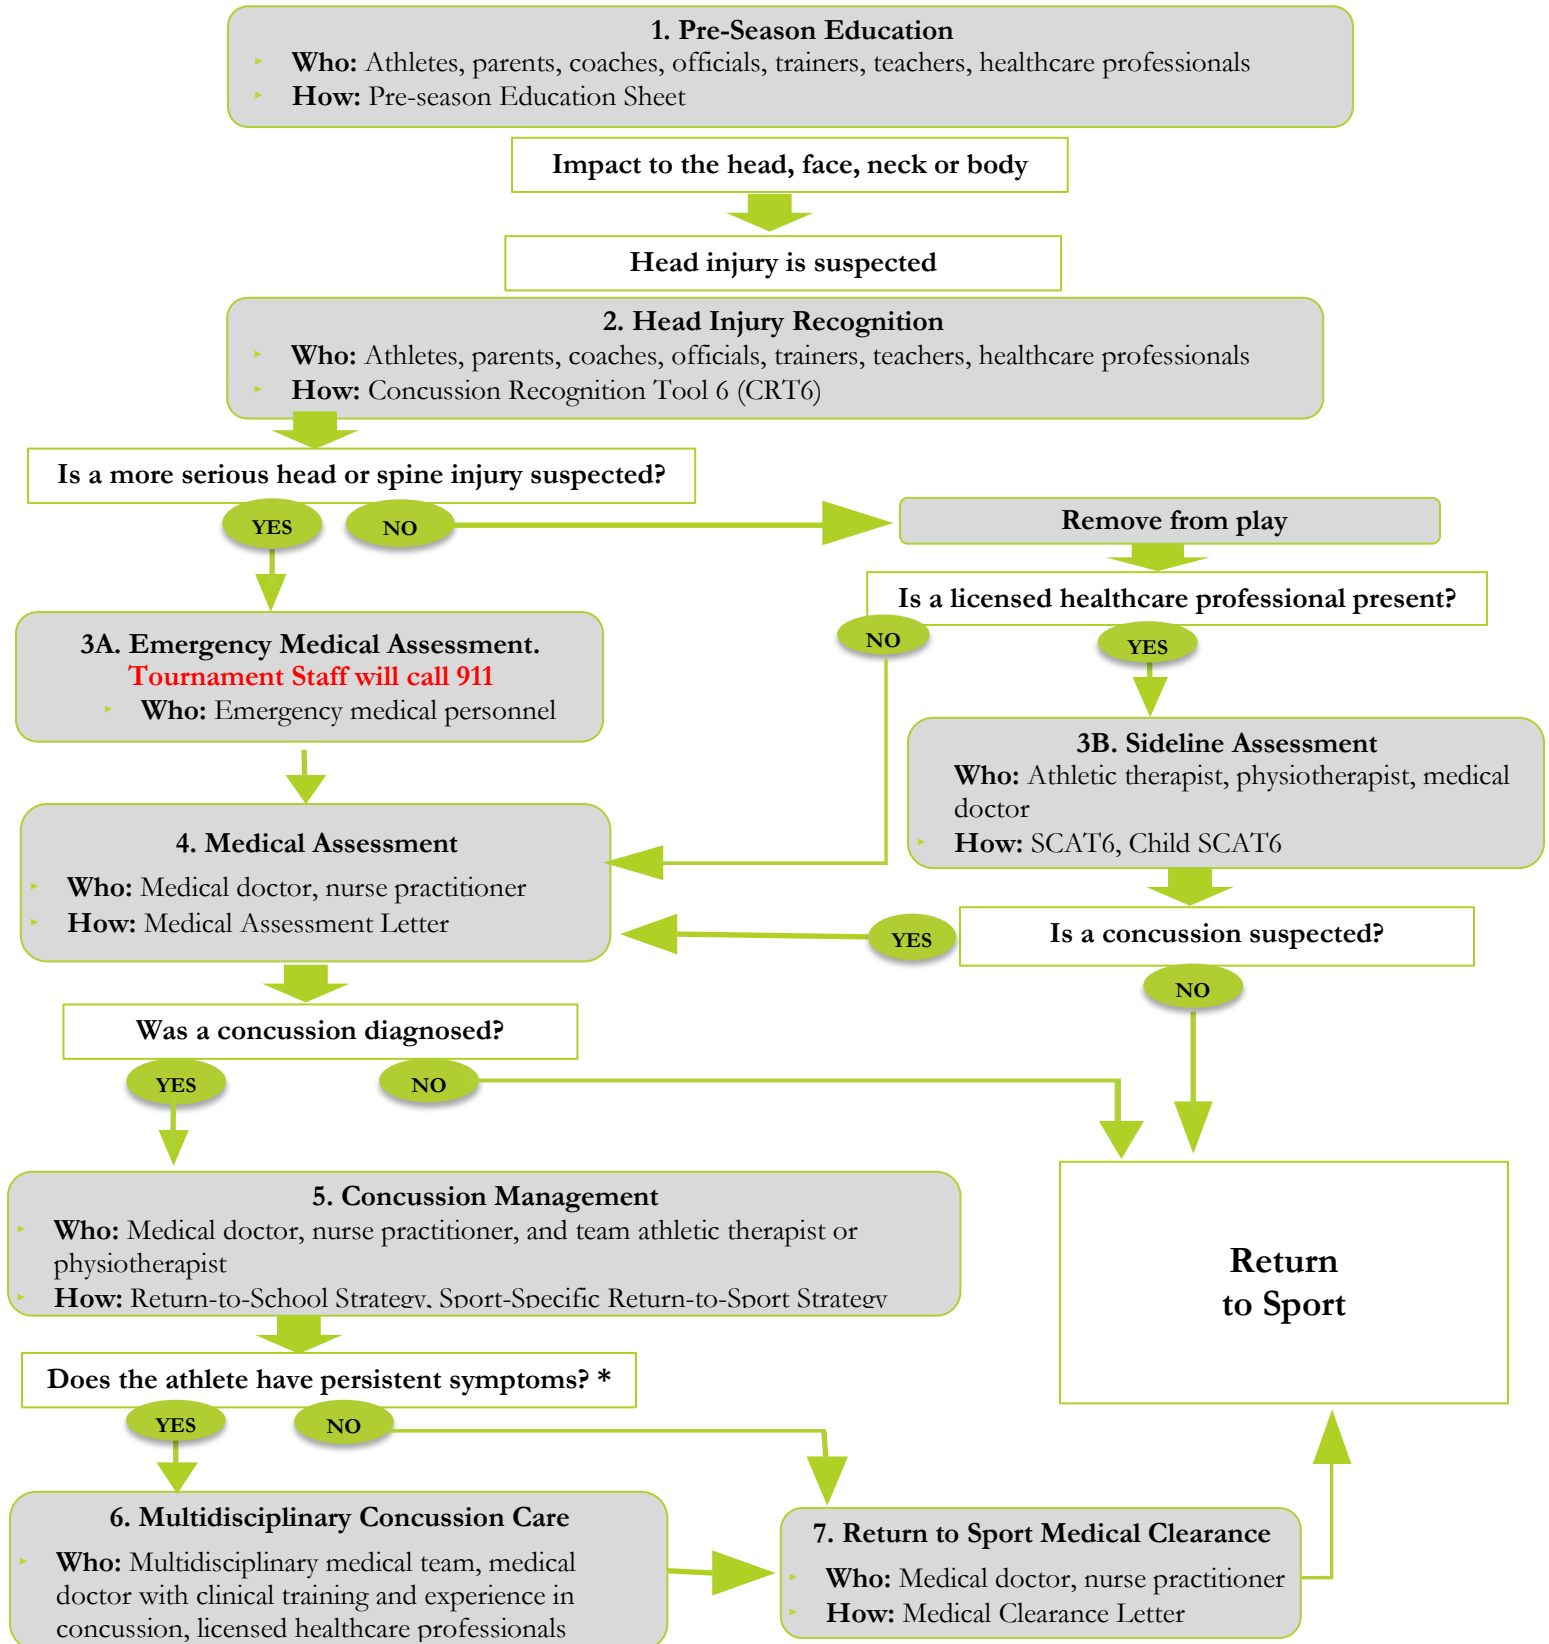 1. Pre-Season Education
Who: Athletes, parents, coaches, officials, trainers, teachers, healthcare professionals
How: Pre-season Education Sheet
Impact to the head, face, neck or body
Head injury is suspected
2. Head Injury Recognition
Who: Athletes, parents, coaches, officials, trainers, teachers, healthcare professionals
How: Concussion Recognition Tool 6 (CRT6)
Is a more serious head or spine injury suspected?
YES
NO
Remove from play
Is a licensed healthcare professional present?
NO
YES
3A. Emergency Medical Assessment.
Tournament Staff will call 911
Who: Emergency medical personnel
3B. Sideline Assessment
Who: Athletic therapist, physiotherapist, medical
doctor
How: SCAT6, Child SCAT6
4. Medical Assessment
Who: Medical doctor, nurse practitioner
How: Medical Assessment Letter
Is a concussion suspected?
YES
NO
Was a concussion diagnosed?
YES
NO
5. Concussion Management
Who: Medical doctor, nurse practitioner, and team athletic therapist or
physiotherapist
How: Return-to-School Strategy, Sport-Specific Return-to-Sport Strategy
Return
to Sport
Does the athlete have persistent symptoms? *
YES
NO
6. Multidisciplinary Concussion Care
Who: Multidisciplinary medical team, medical
doctor with clinical training and experience in
concussion, licensed healthcare professionals
7. Return to Sport Medical Clearance
Who: Medical doctor, nurse practitioner
How: Medical Clearance Letter